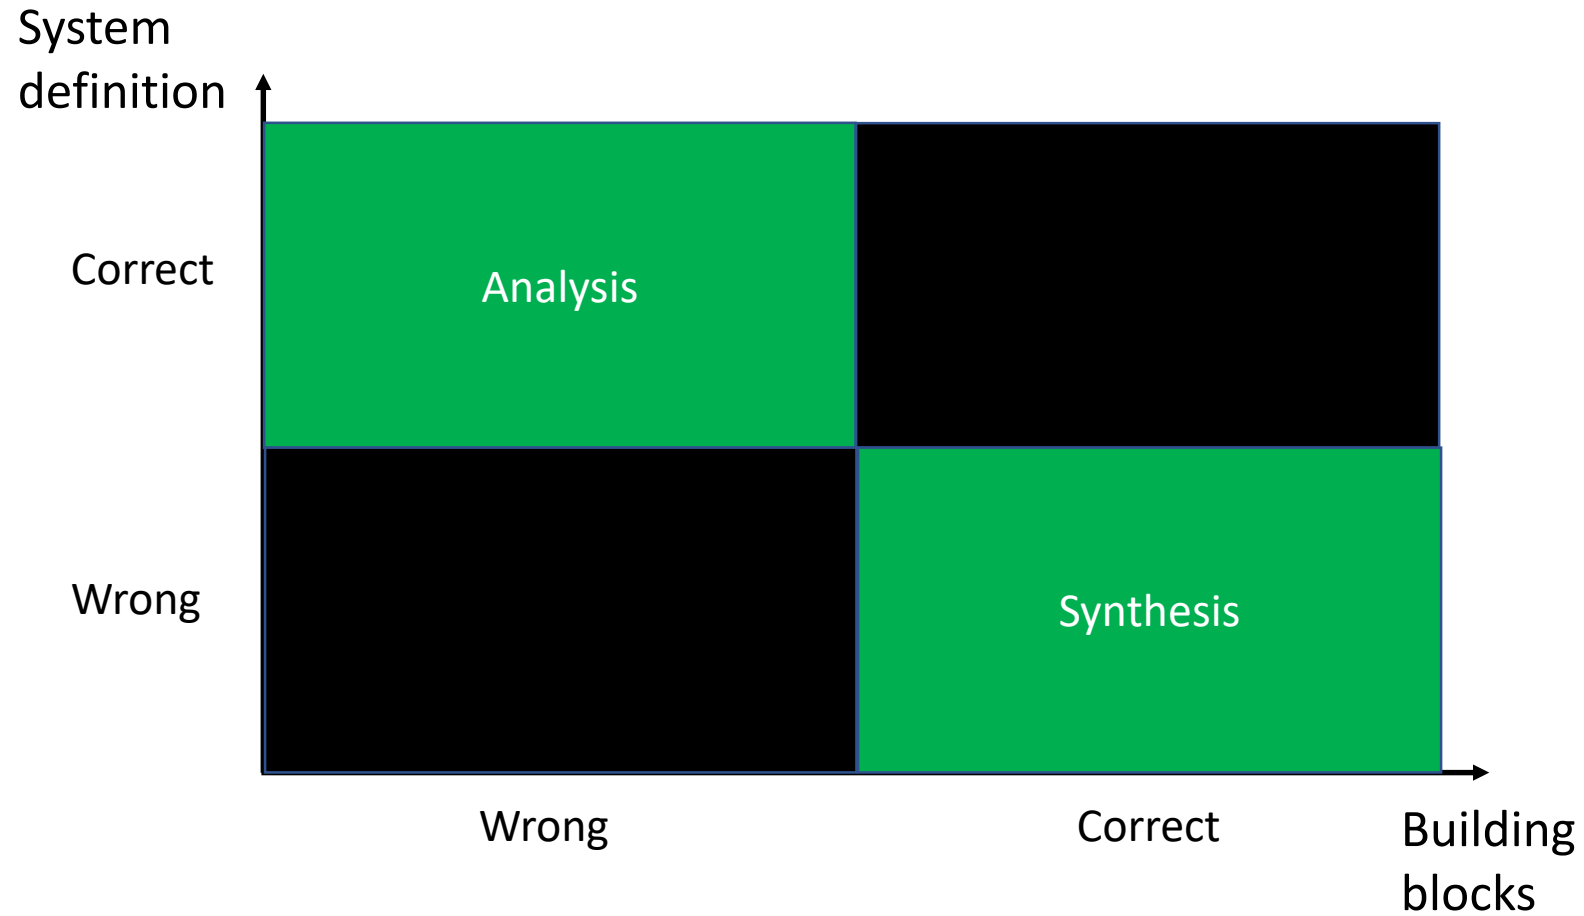 System
definition
Correct
Analysis
Wrong
Synthesis
Wrong
Correct
Building
blocks